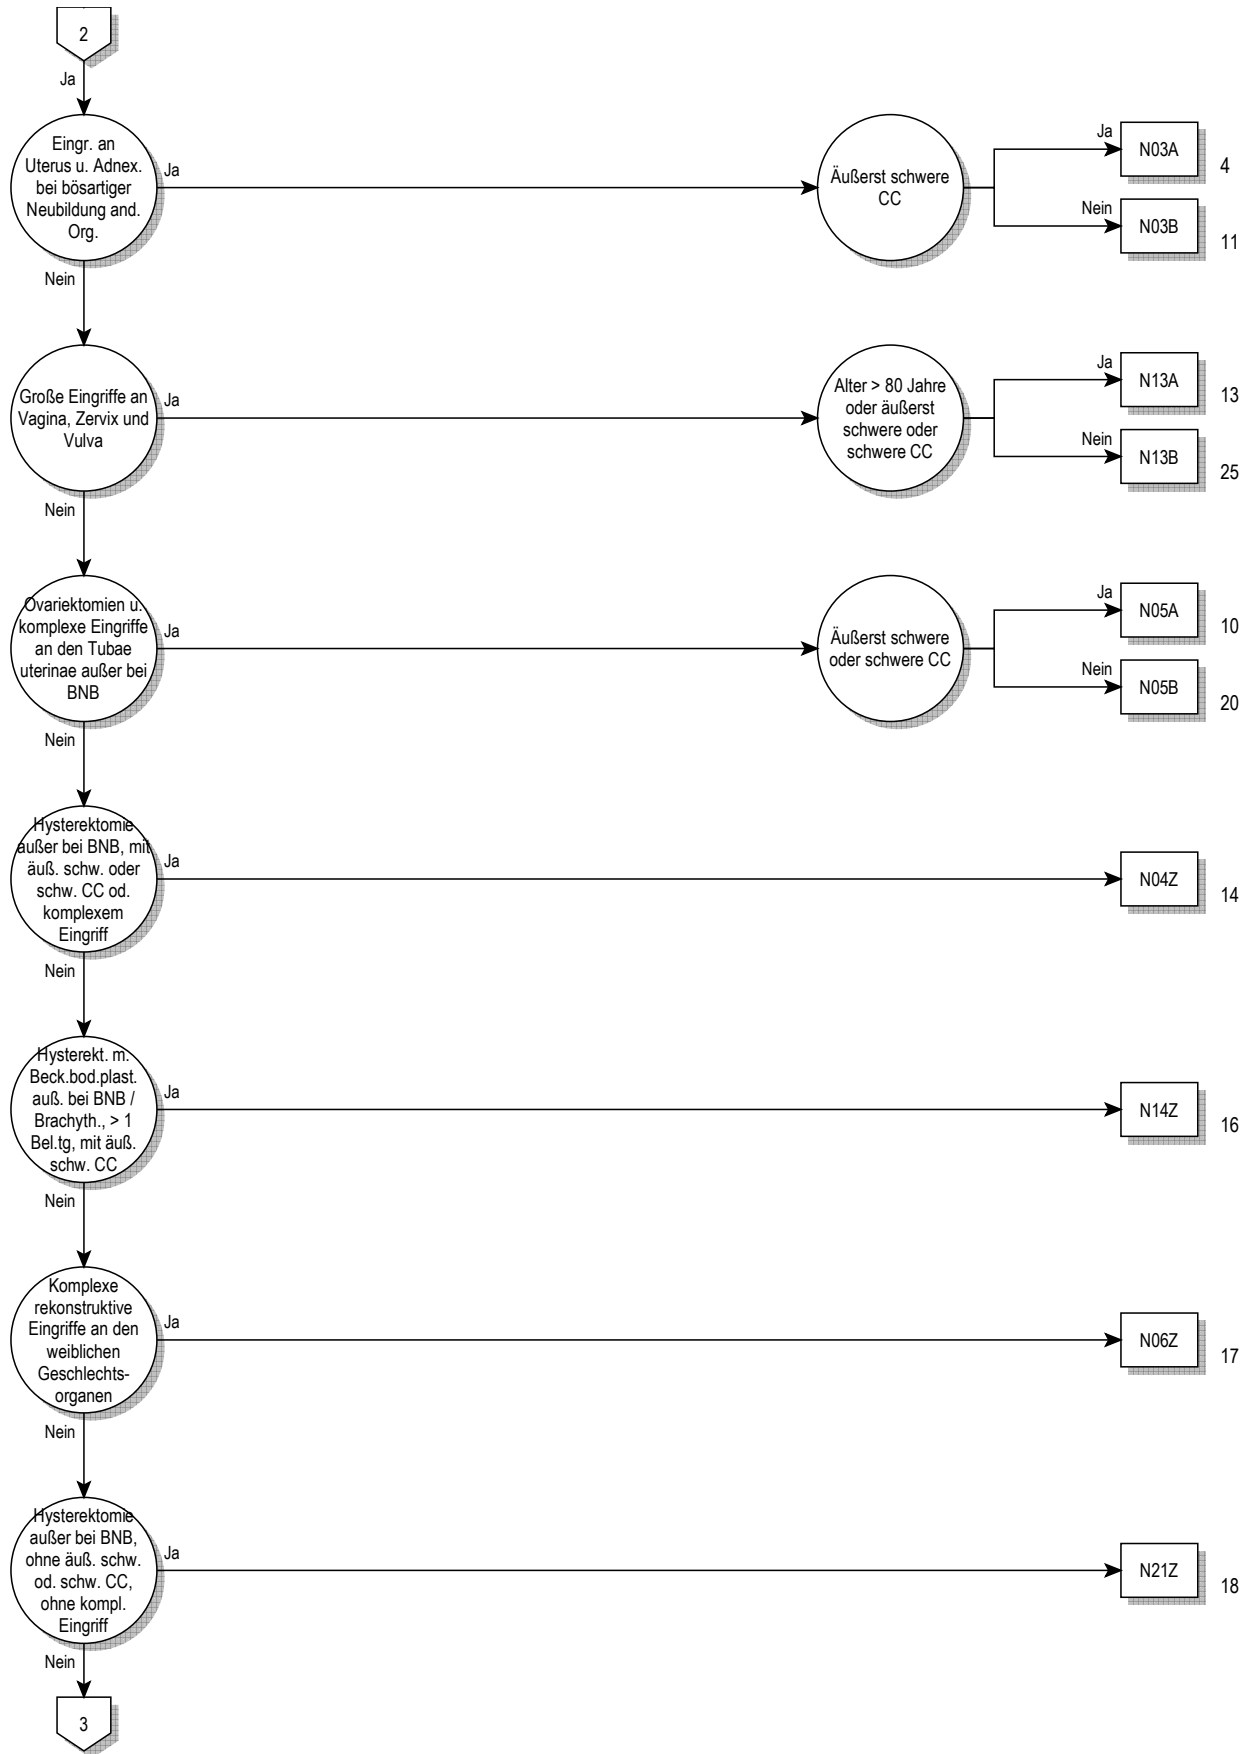 2
Ja
Eingr. an
Uterus u. Adnex.
bei bösartiger
Neubildung and.
Org.
Ja
Äußerst schwere
CC
Ja
N03A
4
Nein
N03B
11
Nein
Große Eingriffe an
Vagina, Zervix und
Vulva
Ja
Alter > 80 Jahre
oder äußerst
schwere oder
schwere CC
Ja
N13A
13
Nein
N13B
25
Nein
Ovariektomien u.
komplexe Eingriffe
an den Tubae
uterinae außer bei
BNB
Ja
Äußerst schwere
oder schwere CC
Ja
N05A
10
Nein
N05B
20
Nein
Hysterektomie
außer bei BNB, mit
äuß. schw. oder
schw. CC od.
komplexem
Eingriff
Ja
N04Z
14
Nein
Hysterekt. m.
Beck.bod.plast.
auß. bei BNB /
Brachyth., > 1
Bel.tg, mit äuß.
schw. CC
Ja
N14Z
16
Nein
Komplexe
rekonstruktive
Eingriffe an den
weiblichen
Geschlechts-
organen
Ja
N06Z
17
Nein
Hysterektomie
außer bei BNB,
ohne äuß. schw.
od. schw. CC,
ohne kompl.
Eingriff
Ja
N21Z
18
Nein
3